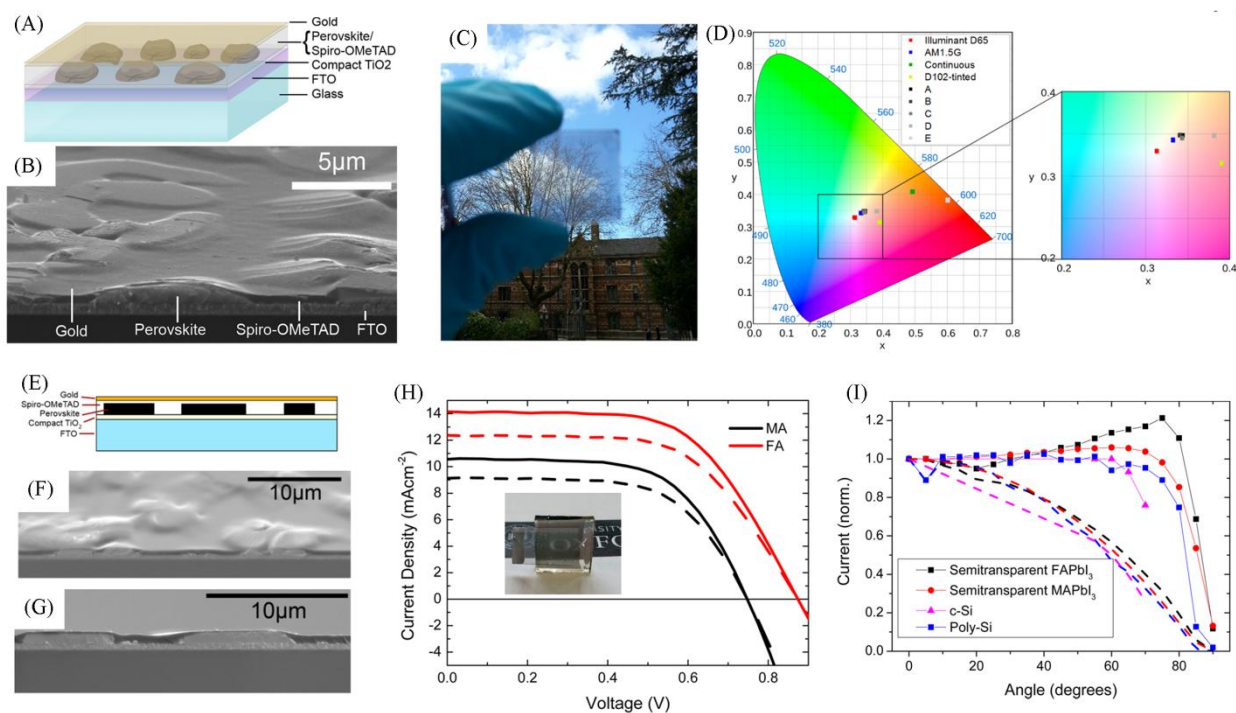 (A)
Gold
Perovskite/
Spiro-OMeTAD
Compact TiO2
FTO
Glass
(B)
5μm
Gold
Perovskite
Spiro-OMeTAD
FTO
(C)
(D)
0.9
0.8
0.7
0.6
0.5
y
0.4
0.3
0.2
0.1
0.0
0.0 0.1 0.2 0.3 0.4 0.5 0.6 0.7 0.8
x
520
540
560
580
600
620
700
500
490
480
470
460
380
Illuminant D65
AM1.5G
Continuous
D102-tinted
A
B
C
D
E
0.4
y
0.3
0.2
0.2 0.3 0.4
x
(E)
Gold
Spiro-OMeTAD
Perovskite
Compact TiO₂
FTO
(F)
10μm
(G)
10μm
(H)
Current Density (mAcm⁻²)
14
12
10
8
6
4
2
0
-2
-4
MA
FA
0.0 0.2 0.4 0.6 0.8
Voltage (V)
(I)
Current (norm.)
1.2
1.0
0.8
0.6
0.4
0.2
0.0
Semitransparent FAPbI₃
Semitransparent MAPbI₃
c-Si
Poly-Si
0 20 40 60 80
Angle (degrees)